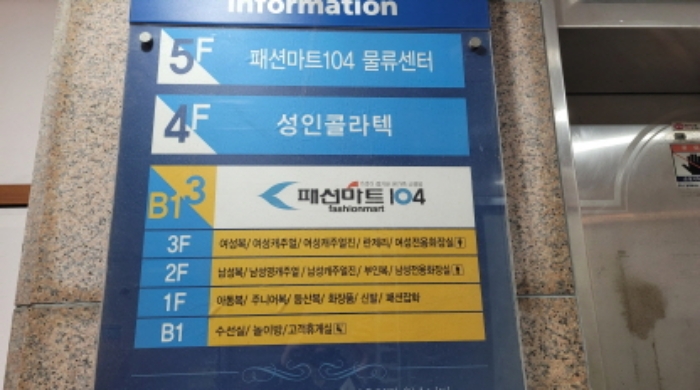 Information
5F 패션마트104 물류센터
4F 성인콜라텍
B1 3 패션마트 104
fashionmart
3F 여성복/ 여성캐주얼/ 여성캐주얼진/ 란제리/ 여성전용화장실
2F 남성복/ 남성캐주얼/ 남성캐주얼진/ 부인복/ 남성전용화장실
1F 아동복/ 주니어복/ 등산복/ 화장품/ 신발/ 패션잡화
B1 수선실/ 놀이방/고객휴게실